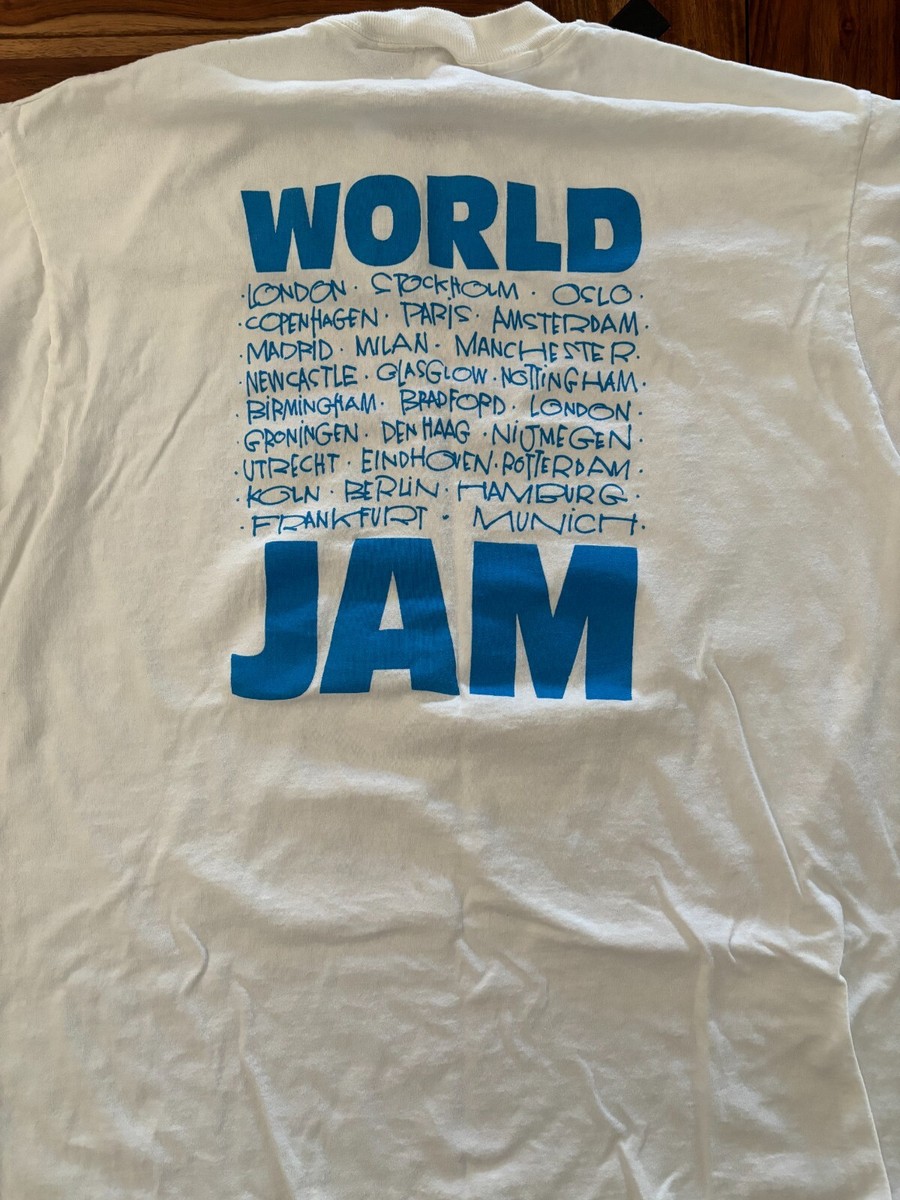 WORLD
·LONDON · STOCKHOLM · OSLO·
·COPENHAGEN · PARIS · AMSTERDAM·
·MADRID · MILAN · MANCHESTER·
·NEWCASTLE · GLASGLOW · NOTTINGHAM·
·BIRMINGHAM · BRADFORD · LONDON·
·GRONINGEN · DEN HAAG · NIJMEGEN·
·UTRECHT · EINDHOVEN · ROTTERDAM·
·KOLN · BERLIN · HAMBURG·
·FRANKFURT · MUNICH·
JAM